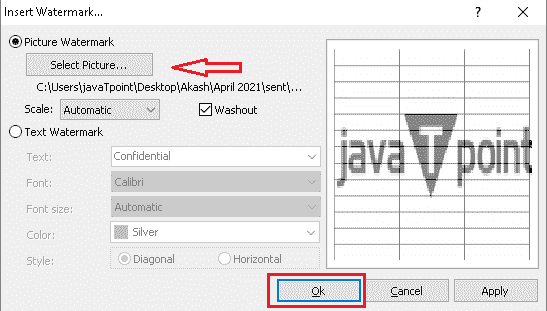 Insert Watermark...
Picture Watermark
Select Picture...
C:\Users\javaTpoint\Desktop\Akash\April 2021\sent\...
Scale: Automatic Washout
Text Watermark
Text: Confidential
Font: Calibri
Font size: Automatic
Color: Silver
Style: Diagonal Horizontal
java T point
Ok Cancel Apply